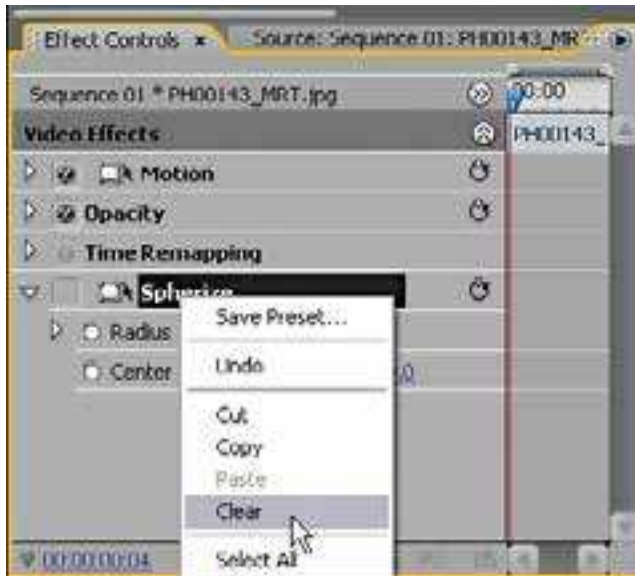 Effect Controls × Source: Sequence 01: PH00143_MR
Sequence 01 * PH00143_MRT.jpg 00:00
Video Effects PH00143_
Motion
Opacity
Time Remapping
Radius
Center
Save Preset...
Undo
Cut
Copy
Paste
Clear
Select All
00:00:00:04